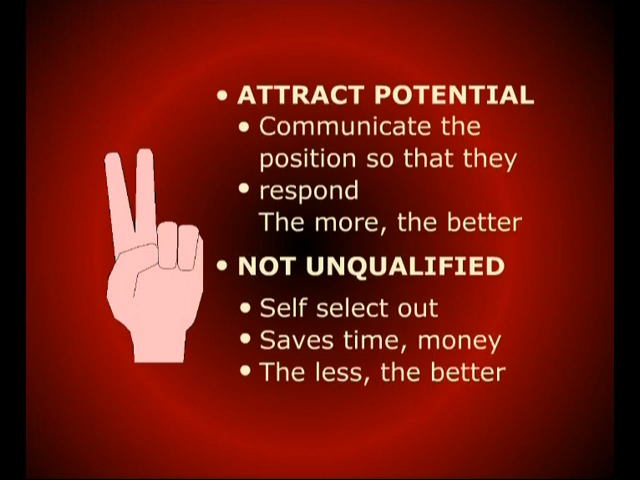 • ATTRACT POTENTIAL
• Communicate the
position so that they
• respond
The more, the better
• NOT UNQUALIFIED
• Self select out
• Saves time, money
• The less, the better